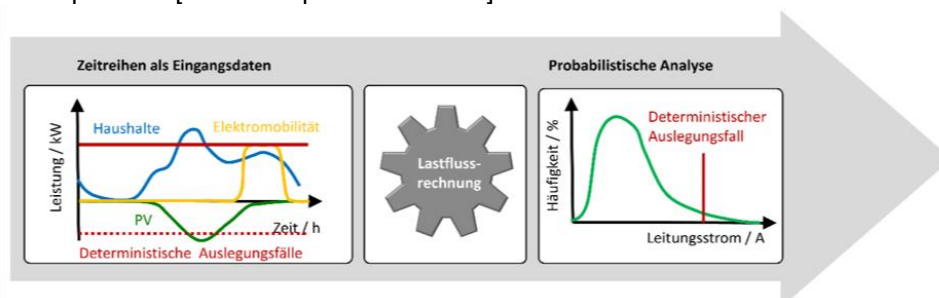 Zeitreihen als Eingangsdaten
Probabilistische Analyse
Leistung / kW
Haushalte
Elektromobilität
PV
Zeit / h
Deterministische Auslegungsfälle
Lastfluss-
rechnung
Häufigkeit / %
Deterministischer
Auslegungsfall
Leitungsstrom / A